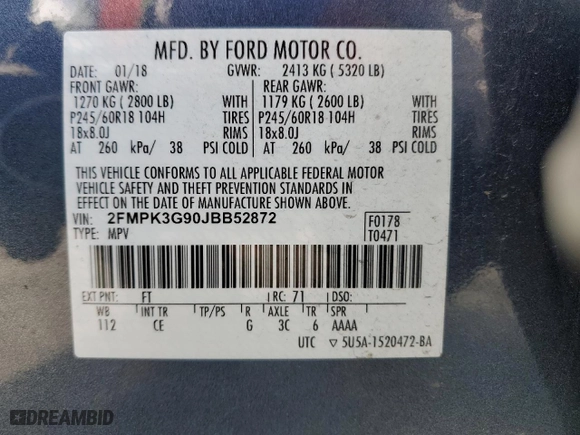 MFD. BY FORD MOTOR CO.
DATE: 01/18 GVWR: 2413 KG ( 5320 LB)
FRONT GAWR: REAR GAWR:
1270 KG ( 2800 LB) WITH 1179 KG ( 2600 LB) WITH
P245/60R18 104H TIRES P245/60R18 104H TIRES
18x8.0J RIMS 18x8.0J RIMS
AT 260 kPa/ 38 PSI COLD AT 260 kPa/ 38 PSI COLD
THIS VEHICLE CONFORMS TO ALL APPLICABLE FEDERAL MOTOR
VEHICLE SAFETY AND THEFT PREVENTION STANDARDS IN
EFFECT ON THE DATE OF MANUFACTURE SHOWN ABOVE.
VIN: 2FMPK3G90JBB52872 F0178
TYPE: MPV T0471
EXT PNT: FT RC: 71 DSO:
WB INT TR TP/PS R AXLE TR SPR
112 CE G 3C 6 AAAA
UTC ▽ 5U5A-1520472-BA
DREAMBID